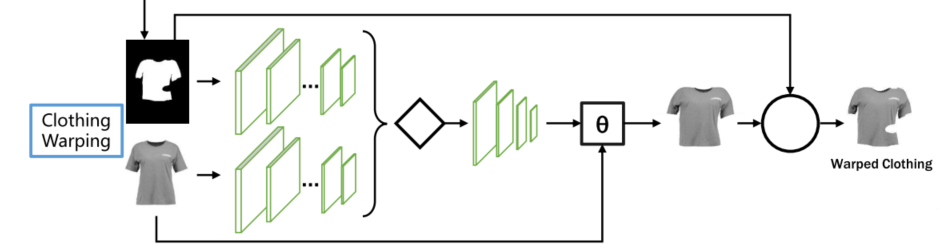 Clothing
Warping
...
...
θ
Warped Clothing